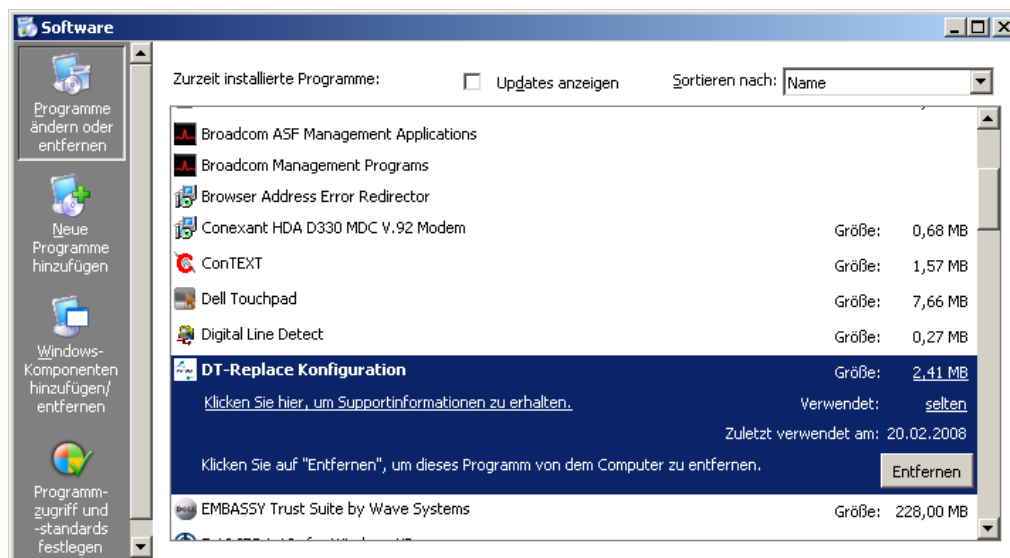 Software
Programme
ändern oder
entfernen
Neue
Programme
hinzufügen
Windows-
Komponenten
hinzufügen/
entfernen
Programm-
zugriff und
-standards
festlegen
Zurzeit installierte Programme:
Updates anzeigen
Sortieren nach: Name
Broadcom ASF Management Applications
Broadcom Management Programs
Browser Address Error Redirector
Conexant HDA D330 MDC V.92 Modem Größe: 0,68 MB
ConTEXT Größe: 1,57 MB
Dell Touchpad Größe: 7,66 MB
Digital Line Detect Größe: 0,27 MB
DT-Replace Konfiguration Größe: 2,41 MB
Klicken Sie hier, um Supportinformationen zu erhalten. Verwendet: selten
Zuletzt verwendet am: 20.02.2008
Klicken Sie auf "Entfernen", um dieses Programm von dem Computer zu entfernen. Entfernen
EMBASSY Trust Suite by Wave Systems Größe: 228,00 MB